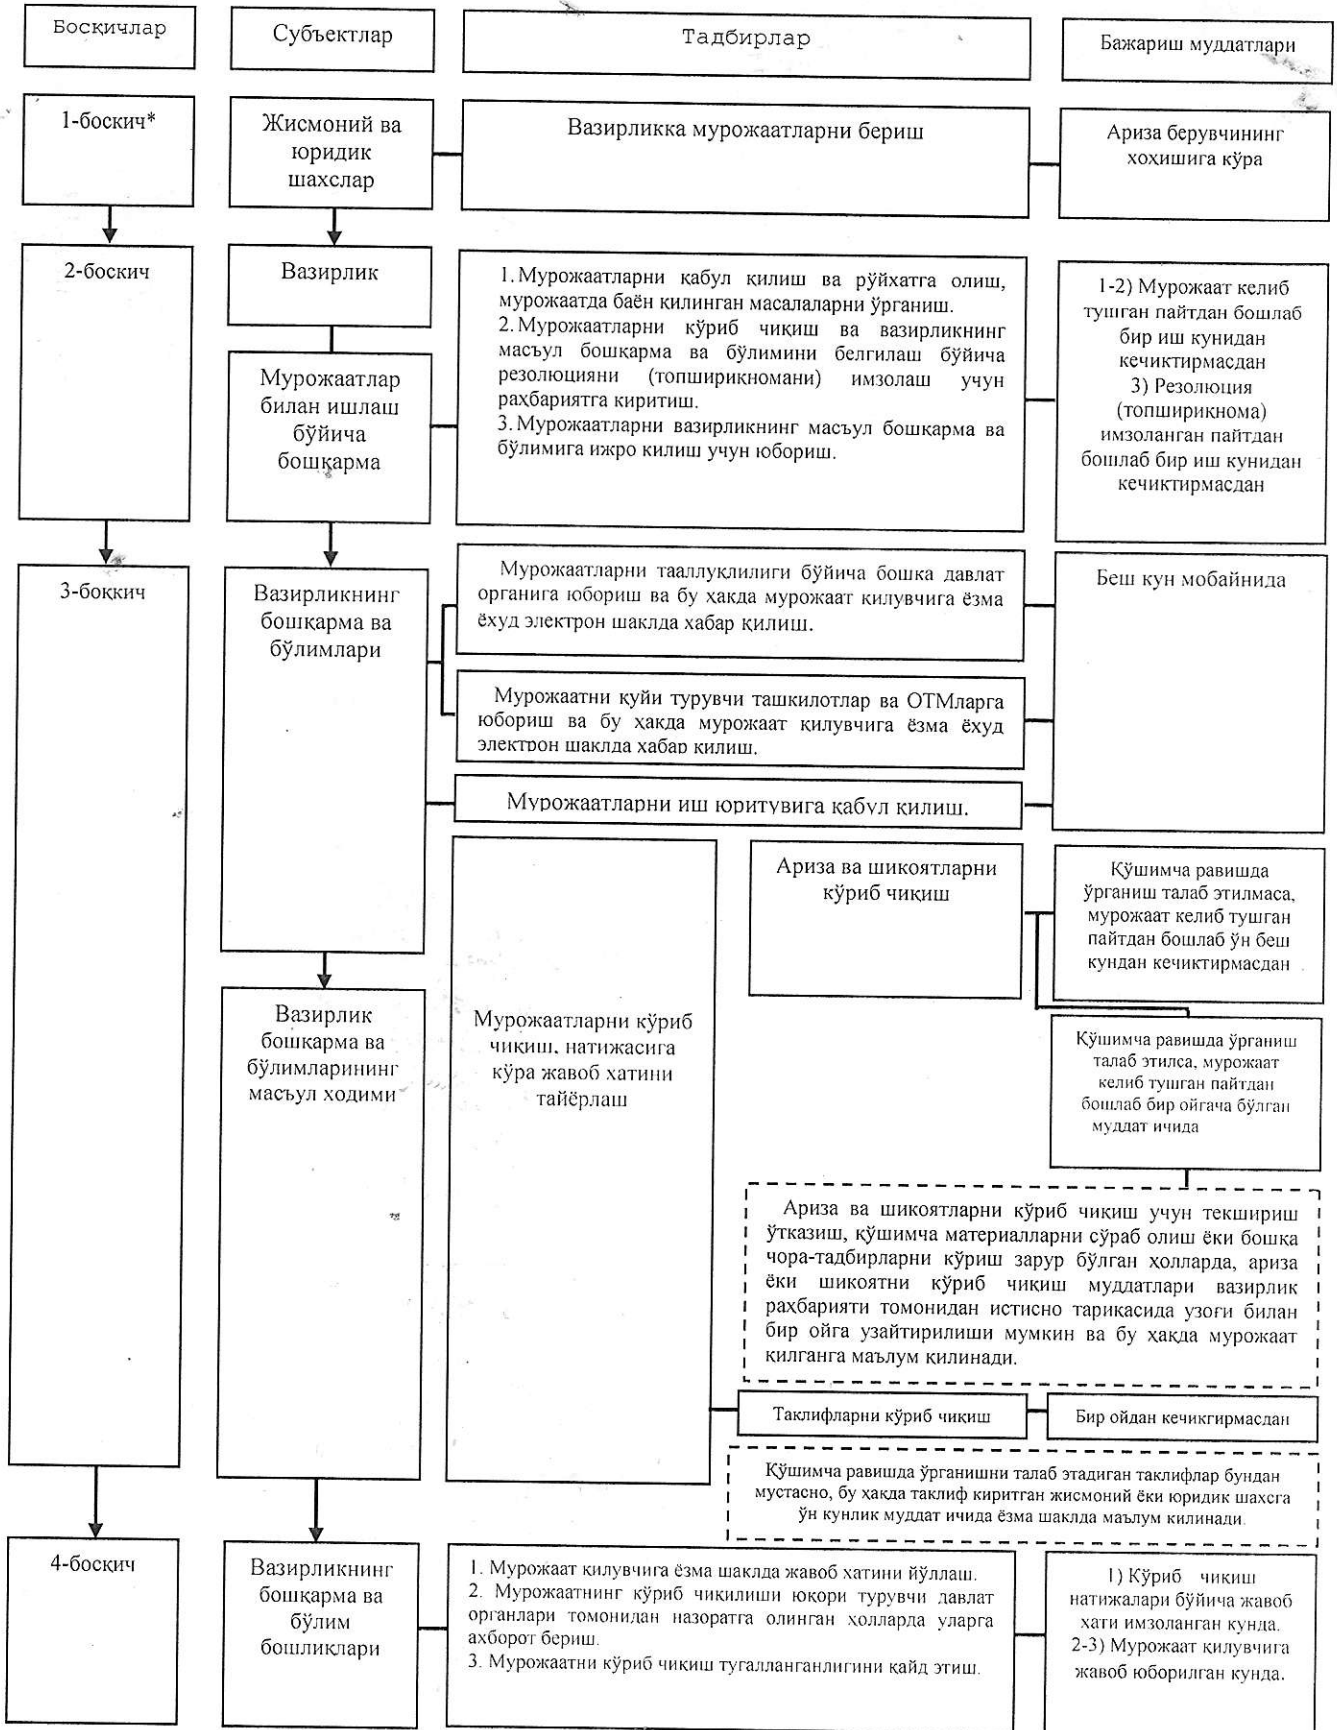 Босқичлар
Субъектлар
Тадбирлар
Бажариш муддатлари
1-боскич*
Жисмоний ва
юридик
шахслар
Вазирликка мурожаатларни бериш
Ариза берувчининг
хоҳишига кўра
2-боскич
Вазирлик
Мурожаатлар
билан ишлаш
бўйича
бошқарма
1. Мурожаатларни қабул қилиш ва рўйхатга олиш,
мурожаатда баён қилинган масалаларни ўрганиш.
2. Мурожаатларни кўриб чиқиш ва вазирликнинг
масъул бошқарма ва бўлимини белгилаш бўйича
резолюцияни (топшириқномани) имзолаш учун
раҳбариятга киритиш.
3. Мурожаатларни вазирликнинг масъул бошқарма ва
бўлимига ижро килиш учун юбориш.
1-2) Мурожаат келиб
тушган пайтдан бошлаб
бир иш кунидан
кечиктирмасдан
3) Резолюция
(топшириқнома)
имзоланган пайтдан
бошлаб бир иш кунидан
кечиктирмасдан
3-боккич
Вазирликнинг
бошқарма ва
бўлимлари
Мурожаатларни тааллуқлилиги бўйича бошка давлат
органига юбориш ва бу ҳакда мурожаат қилувчига ёзма
ёхуд электрон шаклда хабар қилиш.
Беш кун мобайнида
Мурожаатни қуйи турувчи ташкилотлар ва ОТМларга
юбориш ва бу ҳакда мурожаат қилувчига ёзма ёхуд
электрон шаклда хабар қилиш.
Мурожаатларни иш юритувига қабул қилиш.
Ариза ва шикоятларни
кўриб чиқиш
Қўшимча равишда
ўрганиш талаб этилмаса,
мурожаат келиб тушган
пайтдан бошлаб ўн беш
кундан кечиктирмасдан
Вазирлик
бошқарма ва
бўлимларининг
масъул ходими
Мурожаатларни кўриб
чиқиш, натижасига
кўра жавоб хатини
тайёрлаш
Қўшимча равишда ўрганиш
талаб этилса, мурожаат
келиб тушган пайтдан
бошлаб бир ойгача бўлган
муддат ичида
Ариза ва шикоятларни кўриб чиқиш учун текшириш
ўтказиш, қўшимча материалларни сўраб олиш ёки бошқа
чора-тадбирларни кўриш зарур бўлган ҳолларда, ариза
ёки шикоятни кўриб чиқиш муддатлари вазирлик
раҳбарияти томонидан истисно тариқасида узоғи билан
бир ойга узайтирилиши мумкин ва бу ҳақда мурожаат
қилганга маълум қилинади.
Таклифларни кўриб чиқиш
Бир ойдан кечикгирмасдан
Қўшимча равишда ўрганишни талаб этадиган таклифлар бундан
мустасно, бу ҳақда таклиф киритган жисмоний ёки юридик шахсга
ўн кунлик муддат ичида ёзма шаклда маълум килинади.
4-босқич
Вазирликнинг
бошқарма ва
бўлим
бошлиқлари
1. Мурожаат қилувчига ёзма шаклда жавоб хатини йўллаш.
2. Мурожаатнинг кўриб чиқилиши юқори турувчи давлат
органлари томонидан назоратга олинган ҳолларда уларга
ахборот бериш.
3. Мурожаатни кўриб чиқиш тугалланганлигини қайд этиш.
1) Кўриб чиқиш
натижалари бўйича жавоб
хати имзоланган кунда.
2-3) Мурожаат қилувчига
жавоб юборилган кунда.